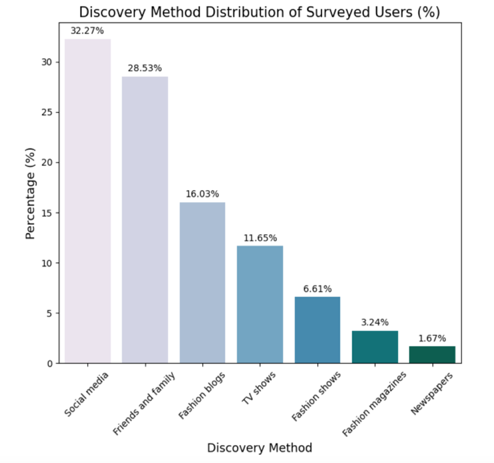 Discovery Method Distribution of Surveyed Users (%)
32.27%
28.53%
16.03%
11.65%
6.61%
3.24%
1.67%
Percentage (%)
30
25
20
15
10
5
0
Social media
Friends and family
Fashion blogs
TV shows
Fashion shows
Fashion magazines
Newspapers
Discovery Method